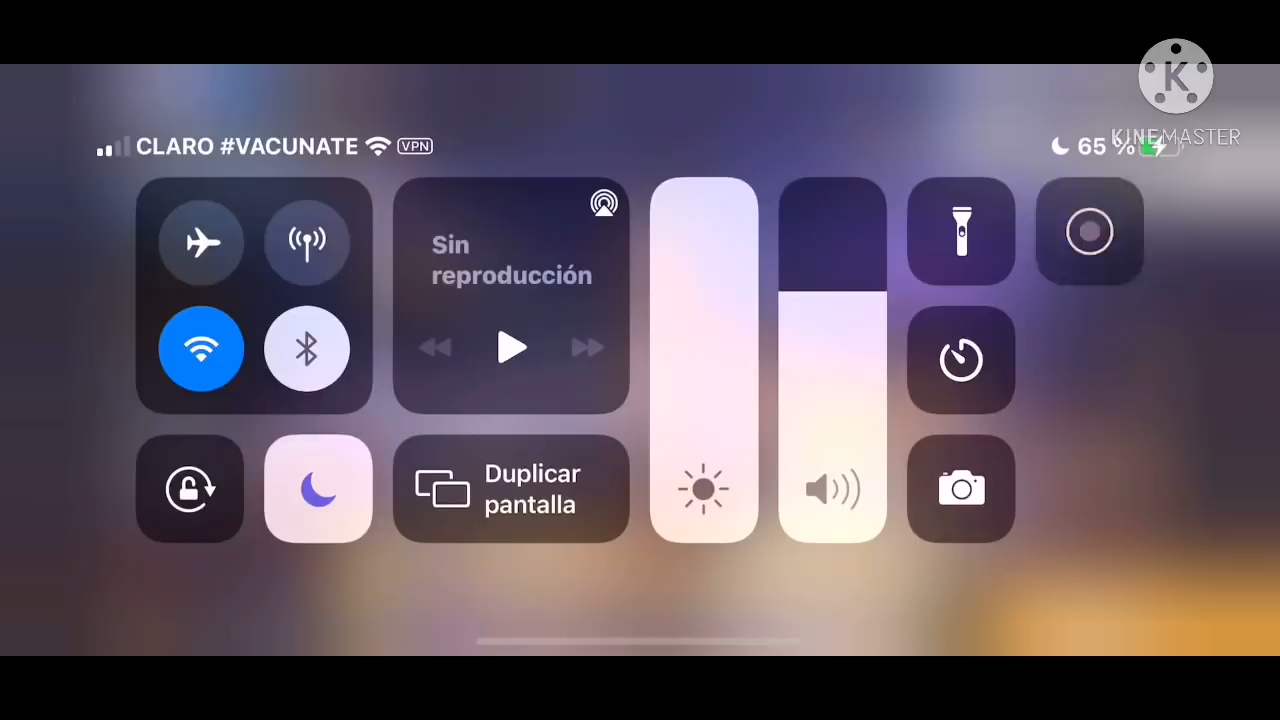 K
KINEMASTER
CLARO #VACUNATE VPN 65 %
Sin
reproducción
Duplicar
pantalla